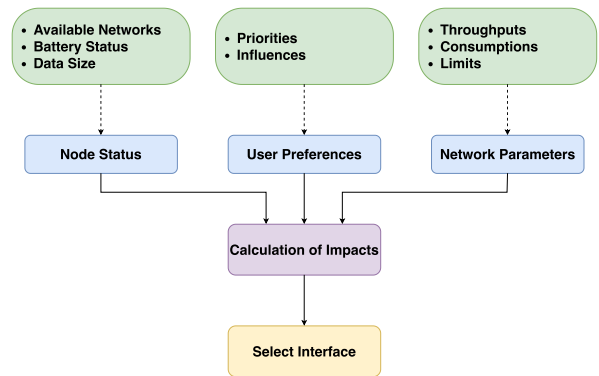 • Available Networks
• Battery Status
• Data Size
• Priorities
• Influences
• Throughputs
• Consumptions
• Limits
Node Status
User Preferences
Network Parameters
Calculation of Impacts
Select Interface